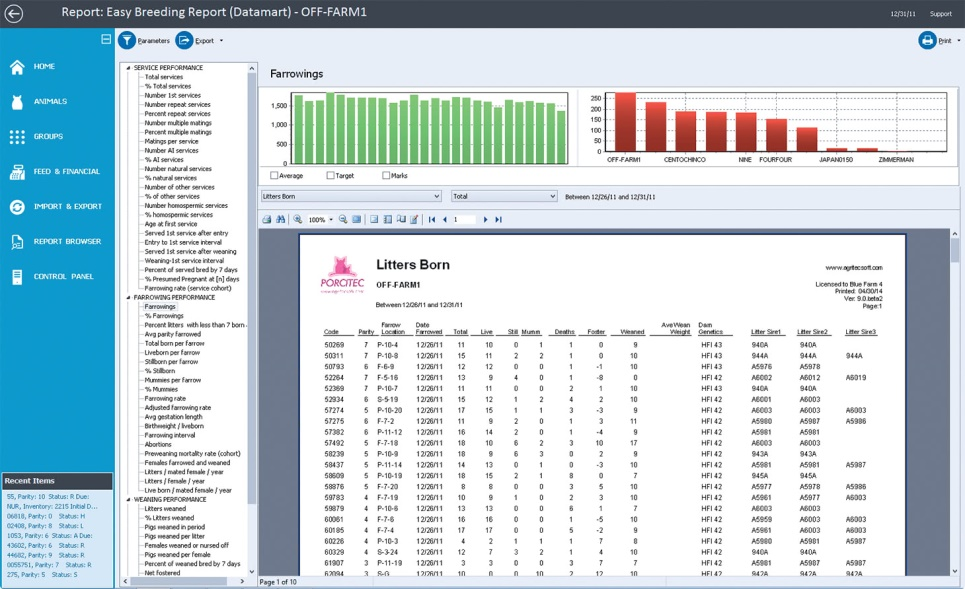 Report: Easy Breeding Report (Datamart) - OFF-FARM1
12/31/11 Support
Parameters Export Print
HOME
ANIMALS
GROUPS
FEED & FINANCIAL
IMPORT & EXPORT
REPORT BROWSER
CONTROL PANEL
Recent Items
55, Parity: 10 Status: R Due:
NUR, Inventory: 2215 Initial D...
06818, Parity: 0 Status: H
02408, Parity: 8 Status: L
1053, Parity: 6 Status: A Due:
43602, Parity: 6 Status: R
44682, Parity: 9 Status: R
0055751, Parity: 7 Status: R
275, Parity: 5 Status: 5
SERVICE PERFORMANCE
Total services
% Total services
Number 1st services
Number repeat services
Percent repeat services
Number multiple matings
Percent multiple matings
Matings per service
Number AI services
% AI services
Number natural services
% natural services
Number of other services
% of other services
Number homospermic services
% homospermic services
Age at first service
Served 1st service after entry
Entry to 1st service interval
Served 1st service after weaning
Weaning-1st service interval
Percent of served bred by 7 days
% Presumed Pregnant at [n] days
Farrowing rate (service cohort)
FARROWING PERFORMANCE
Farrowings
% Farrowings
Percent litters with less than 7 born
Avg parity farrowed
Total born per farrow
Liveborn per farrow
Stillborn per farrow
% Stillborn
Mummies per farrow
% Mummies
Farrowing rate
Adjusted farrowing rate
Avg gestation length
Birthweight / liveborn
Farrowing interval
Abortions
Preweaning mortality rate (cohort)
Females farrowed and weaned
Litters / mated female / year
Litters / female / year
Live born / mated female / year
WEANING PERFORMANCE
Litters weaned
% Litters weaned
Pigs weaned in period
Pigs weaned per litter
Females weaned or nursed off
Pigs weaned per female
Percent of weaned bred by 7 days
Net fostered
Farrowings
1,500
1,000
500
0
250
200
150
100
50
0
OFF-FARM1 CENTOCHINCO NINE FOURFOUR JAPAN0150 ZIMMERMAN
Average Target Marks
Litters Born Total Between 12/26/11 and 12/31/11
100% 1
PORCITEC
Litters Born
OFF-FARM1
Between 12/26/11 and 12/31/11
www.agritecsoft.com
Licensed to Blue Farm 4
Printed: 04/30/14
Ver: 9.0.beta2
Page:1
Code Parity Farrow Location Date Farrowed Total Live Still Mumm. Deaths Foster Weaned Ave Wean Weight Dam Genetics Litter Sire1 Litter Sire2 Litter Sire3
50269 7 P-10-4 12/26/11 11 10 0 1 1 0 9 HFI 43 940A 940A
50311 7 P-10-8 12/26/11 15 11 2 2 1 0 10 HFI 43 944A 944A 944A
50793 6 F-6-9 12/26/11 12 12 0 0 1 -1 10 HFI 43 A5976 A5978
52264 7 F-5-16 12/26/11 13 9 4 0 1 -8 0 HFI 42 A6002 A6012 A6019
52369 7 P-10-7 12/26/11 11 11 0 0 2 1 10 HFI 43 940A 940A
52934 6 S-5-19 12/26/11 15 12 1 2 4 2 10 HFI 42 A6001 A6003
57274 5 P-10-20 12/26/11 17 15 1 1 3 -3 9 HFI 42 A6003 A6003 A6003
57275 6 F-7-2 12/26/11 11 9 2 0 1 3 11 HFI 42 A5980 A5987 A5986
57382 6 P-11-12 12/26/11 16 14 2 0 1 -4 9 HFI 42 A5981 A5981
57492 5 F-7-18 12/26/11 18 10 6 2 3 10 17 HFI 42 A6003 A6003
58239 5 P-10-9 12/26/11 18 9 6 3 0 2 9 HFI 42 943A 943A
58437 5 P-11-14 12/26/11 14 13 0 1 0 -3 10 HFI 42 A5981 A5981 A5987
58609 5 P-10-19 12/26/11 18 15 2 1 8 0 7 HFI 42 945A 945A
58876 5 F-7-20 12/26/11 8 8 0 0 3 5 10 HFI 42 A5977 A5978 A5986
59783 4 F-7-19 12/26/11 10 9 1 0 2 3 10 HFI 42 A5961 A5977 A6003
59879 4 P-10-6 12/26/11 13 13 0 0 6 1 7 HFI 42 A6003 A6003
60061 4 F-7-6 12/26/11 16 16 0 0 1 -5 10 HFI 42 A5959 A6003 A6003
60185 4 F-7-4 12/26/11 17 17 0 0 5 -2 9 HFI 42 A5981 A6003 A6003
60226 4 P-10-3 12/26/11 4 2 1 1 1 7 8 HFI 42 A5980 A5981 A5987
60329 4 S-3-24 12/26/11 12 7 3 2 1 4 10 HFI 42 940A 940A
61907 3 P-11-19 12/26/11 3 3 0 0 3 7 7 HFI 42 A5981 A5987 A5987
62094 3 S-G 12/26/11 10 0 0 10 2 12 10 HFI 42 942A 942A 942A
Page 1 of 10